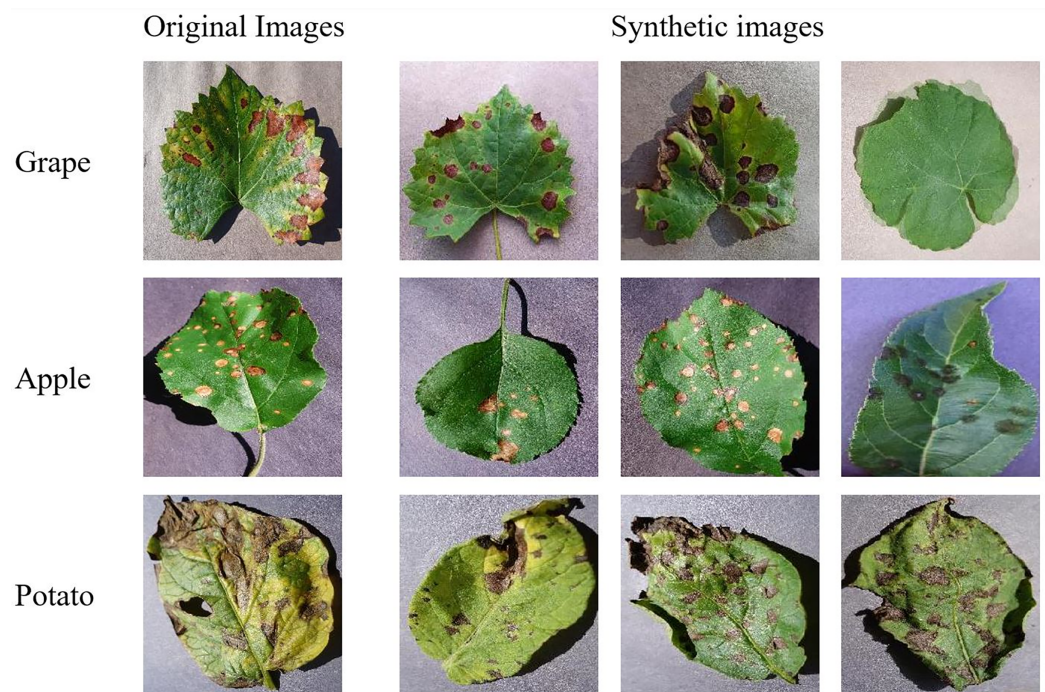 Original Images
Synthetic images
Grape
Apple
Potato